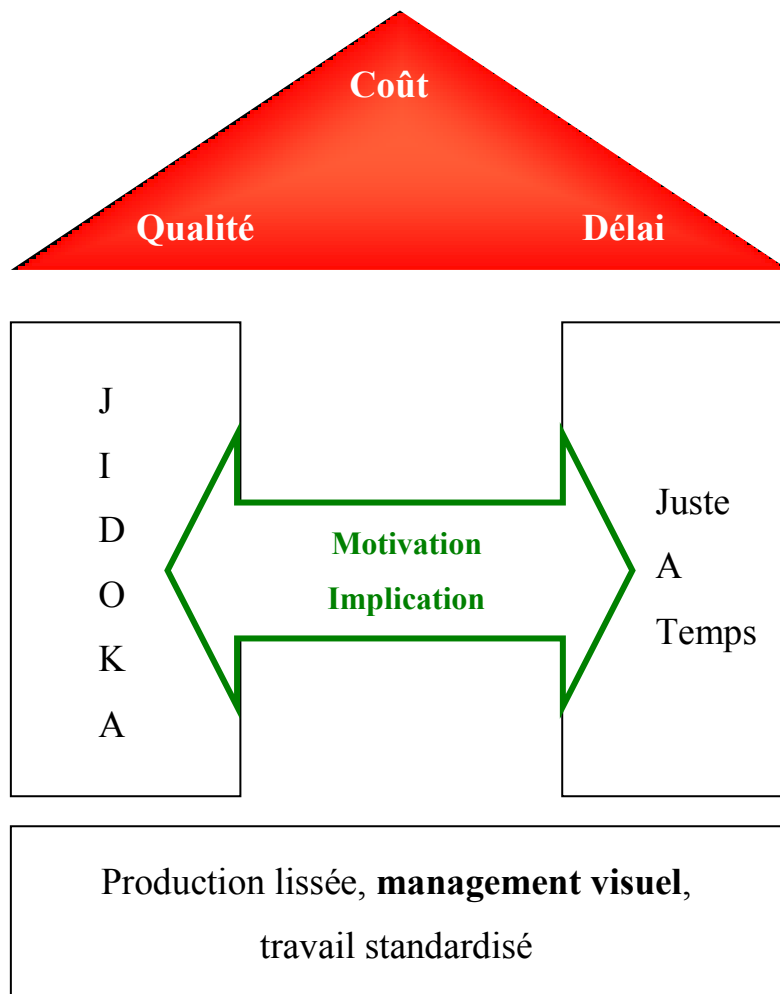 Coût
Qualité
Délai
J
I
D
O
K
A
Motivation
Implication
Juste
A
Temps
Production lissée, management visuel,
travail standardisé